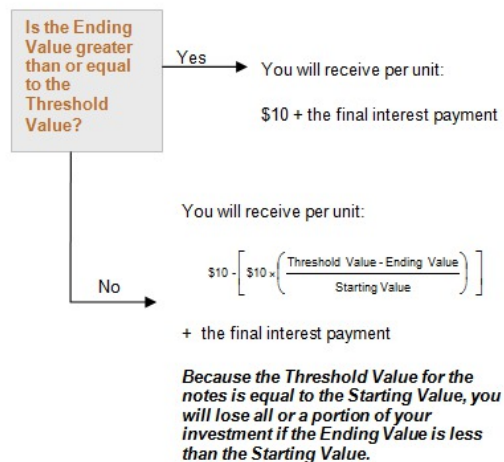 Is the Ending
Value greater
than or equal
to the
Threshold
Value?
Yes
You will receive per unit:
$10 + the final interest payment
You will receive per unit:
$10 - [ $10 × ( Threshold Value - Ending Value / Starting Value ) ]
No
+ the final interest payment
Because the Threshold Value for the
notes is equal to the Starting Value, you
will lose all or a portion of your
investment if the Ending Value is less
than the Starting Value.